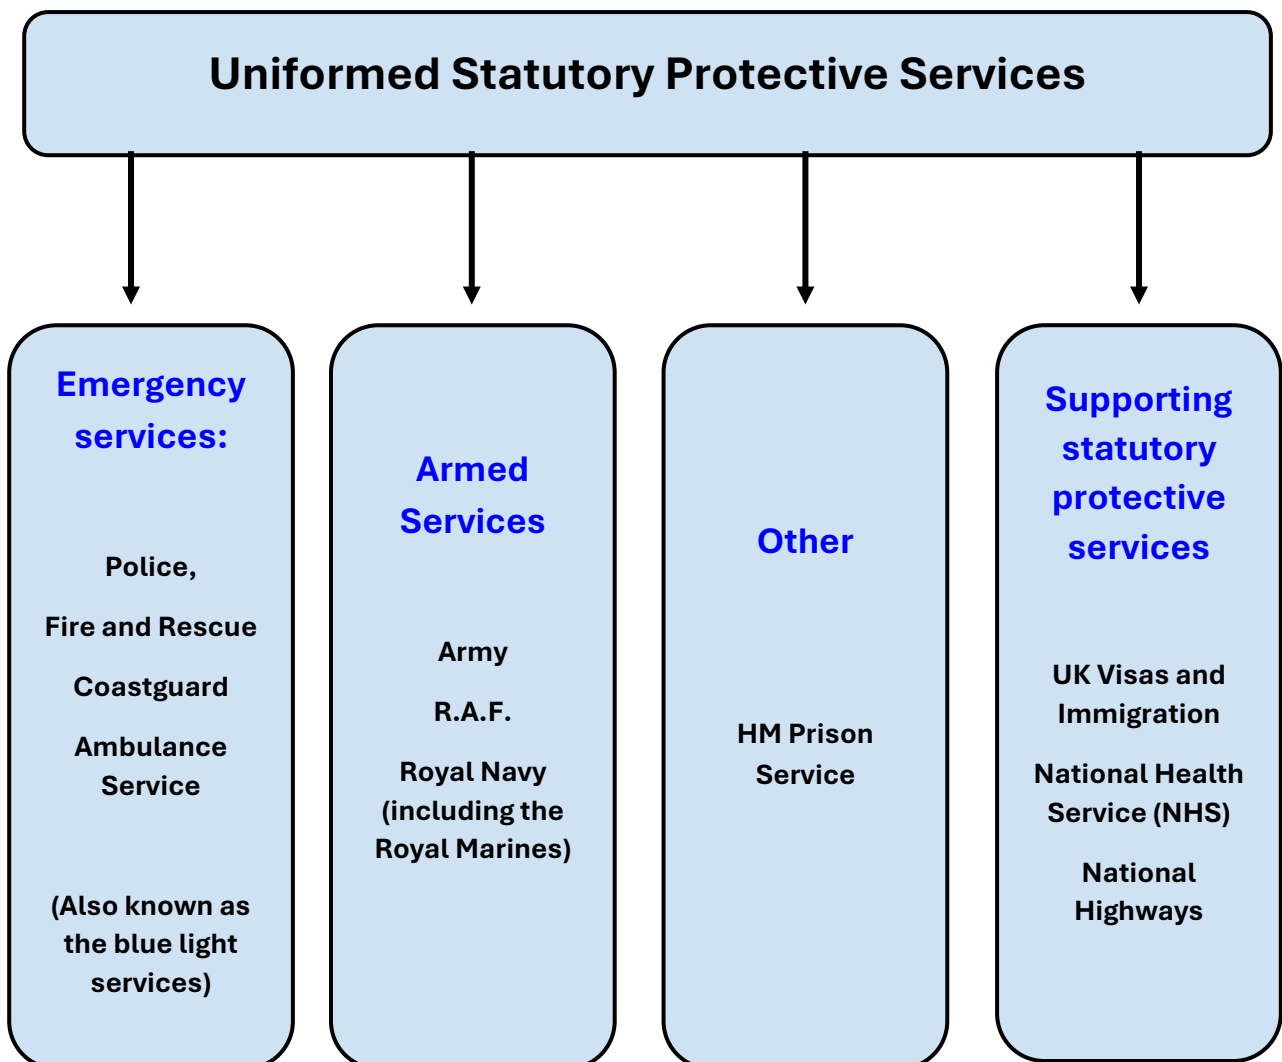 Uniformed Statutory Protective Services
Emergency
services:
Police,
Fire and Rescue
Coastguard
Ambulance
Service
(Also known as
the blue light
services)
Armed
Services
Army
R.A.F.
Royal Navy
(including the
Royal Marines)
Other
HM Prison
Service
Supporting
statutory
protective
services
UK Visas and
Immigration
National Health
Service (NHS)
National
Highways